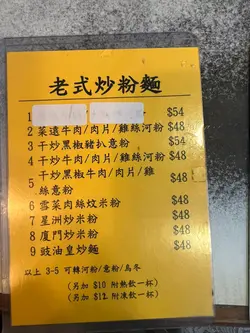 老式炒粉麵
1 $54
2 菜遠牛肉/肉片/雞絲河粉 $48
3 干炒黑椒豬扒意粉 $54
4 干炒牛肉/肉片/雞絲河粉 $48
5 干炒黑椒牛肉/肉片/雞絲意粉 $48
6 雪菜肉絲炆米粉 $48
7 星洲炒米粉 $48
8 廈門炒米粉 $48
9 豉油皇炒麵 $48
以上 3-5 可轉河粉/意粉/烏冬
(另加 $10 附熱飲一杯)
(另加 $12 附凍飲一杯)